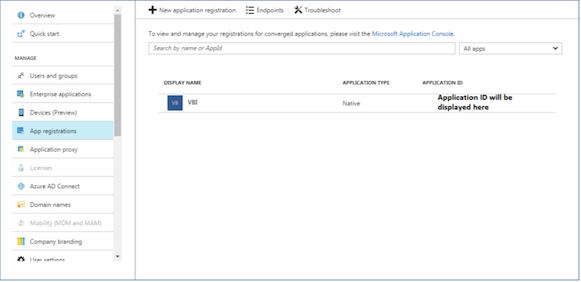 Overview
Quick start
MANAGE
Users and groups
Enterprise applications
Devices (Preview)
App registrations
Application proxy
Licenses
Azure AD Connect
Domain names
Mobility (MDM and MAM)
Company branding
User settings
New application registration Endpoints Troubleshoot
To view and manage your registrations for converged applications, please visit the Microsoft Application Console.
Search by name or AppId All apps
DISPLAY NAME APPLICATION TYPE APPLICATION ID
VB VBI Native Application ID will be
displayed here